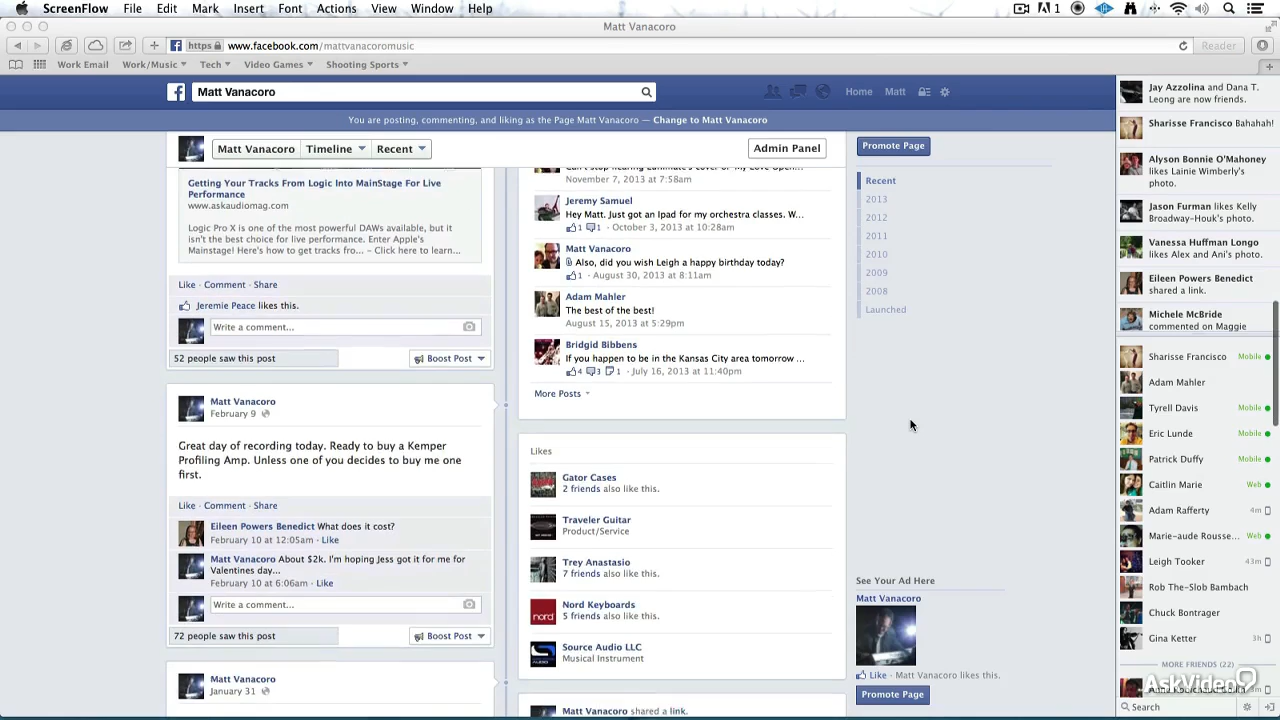 ScreenFlow File Edit Mark Insert Font Actions View Window Help
1
Matt Vanacoro
https www.facebook.com/mattvanacoromusic
Reader
Work Email Work/Music Tech Video Games Shooting Sports
Matt Vanacoro
Home Matt
You are posting, commenting, and liking as the Page Matt Vanacoro — Change to Matt Vanacoro
Matt Vanacoro Timeline Recent
Admin Panel
Getting Your Tracks From Logic Into MainStage For Live
Performance
www.askaudiomag.com
Logic Pro X is one of the most powerful DAWs available, but it
isn't the best choice for live performance. Enter Apple's
Mainstage! Here's how to get tracks fro... – Click here to learn...
Like · Comment · Share
Jeremie Peace likes this.
Write a comment...
52 people saw this post
Boost Post
Matt Vanacoro
February 9
Great day of recording today. Ready to buy a Kemper
Profiling Amp. Unless one of you decides to buy me one
first.
Like · Comment · Share
Eileen Powers Benedict What does it cost?
February 10 at 12:05am · Like
Matt Vanacoro About $2k. I'm hoping Jess got it for me for
Valentines day...
February 10 at 6:06am · Like
Write a comment...
72 people saw this post
Boost Post
Matt Vanacoro
January 31
November 7, 2013 at 7:58am
Jeremy Samuel
Hey Matt. Just got an Ipad for my orchestra classes. W...
1 1 · October 3, 2013 at 10:28am
Matt Vanacoro
Also, did you wish Leigh a happy birthday today?
1 · August 30, 2013 at 8:11am
Adam Mahler
The best of the best!
August 15, 2013 at 5:29pm
Bridgid Bibbens
If you happen to be in the Kansas City area tomorrow ...
4 3 1 · July 16, 2013 at 11:40pm
More Posts
Likes
Gator Cases
2 friends also like this.
Traveler Guitar
Product/Service
Trey Anastasio
7 friends also like this.
nord
Nord Keyboards
5 friends also like this.
Source Audio LLC
Musical Instrument
Matt Vanacoro shared a link.
Promote Page
Recent
2013
2012
2011
2010
2009
2008
Launched
See Your Ad Here
Matt Vanacoro
Like · Matt Vanacoro likes this.
Promote Page
Jay Azzolina and Dana T.
Leong are now friends.
Sharisse Francisco Bahahah!
Alyson Bonnie O'Mahoney
likes Lainie Wimberly's
photo.
Jason Furman likes Kelly
Broadway-Houk's photo.
Vanessa Huffman Longo
likes Alex and Ani's photo.
Eileen Powers Benedict
shared a link.
Michele McBride
commented on Maggie
Sharisse Francisco Mobile
Adam Mahler
Tyrell Davis Mobile
Eric Lunde Mobile
Patrick Duffy Mobile
Caitlin Marie Web
Adam Rafferty 4m
Marie-aude Rousse... Web
Leigh Tooker 43m
Rob The-Slob Bambach
Chuck Bontrager
Gina Ketter 3h
MORE FRIENDS (22)
AskVideo
Search